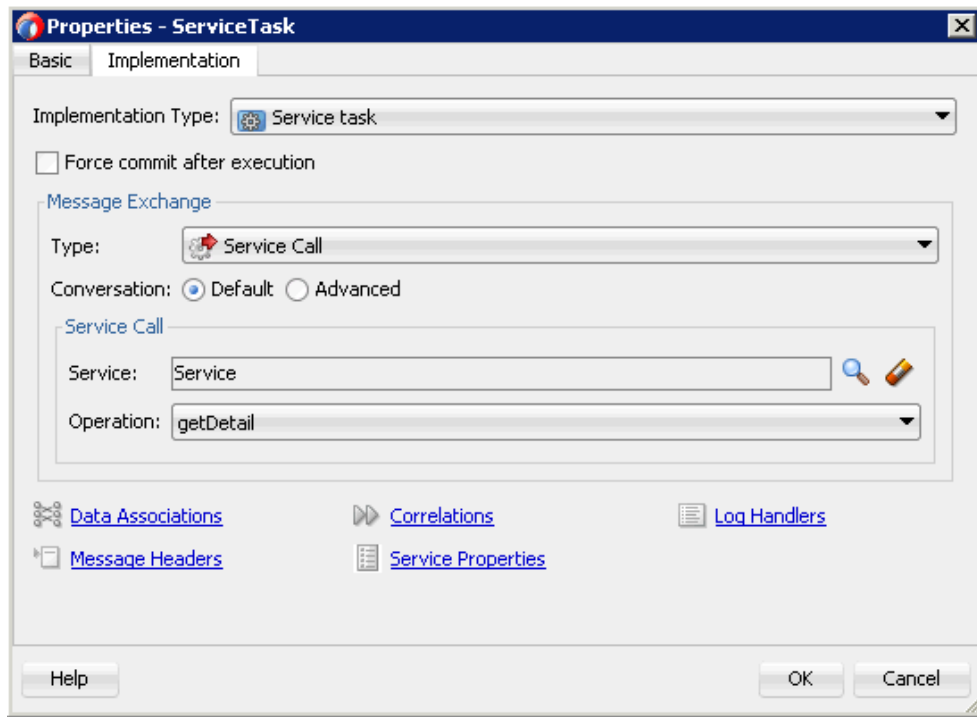 Properties - ServiceTask
Basic Implementation
Implementation Type: Service task
Force commit after execution
Message Exchange
Type: Service Call
Conversation: Default Advanced
Service Call
Service: Service
Operation: getDetail
Data Associations Correlations Log Handlers
Message Headers Service Properties
Help OK Cancel